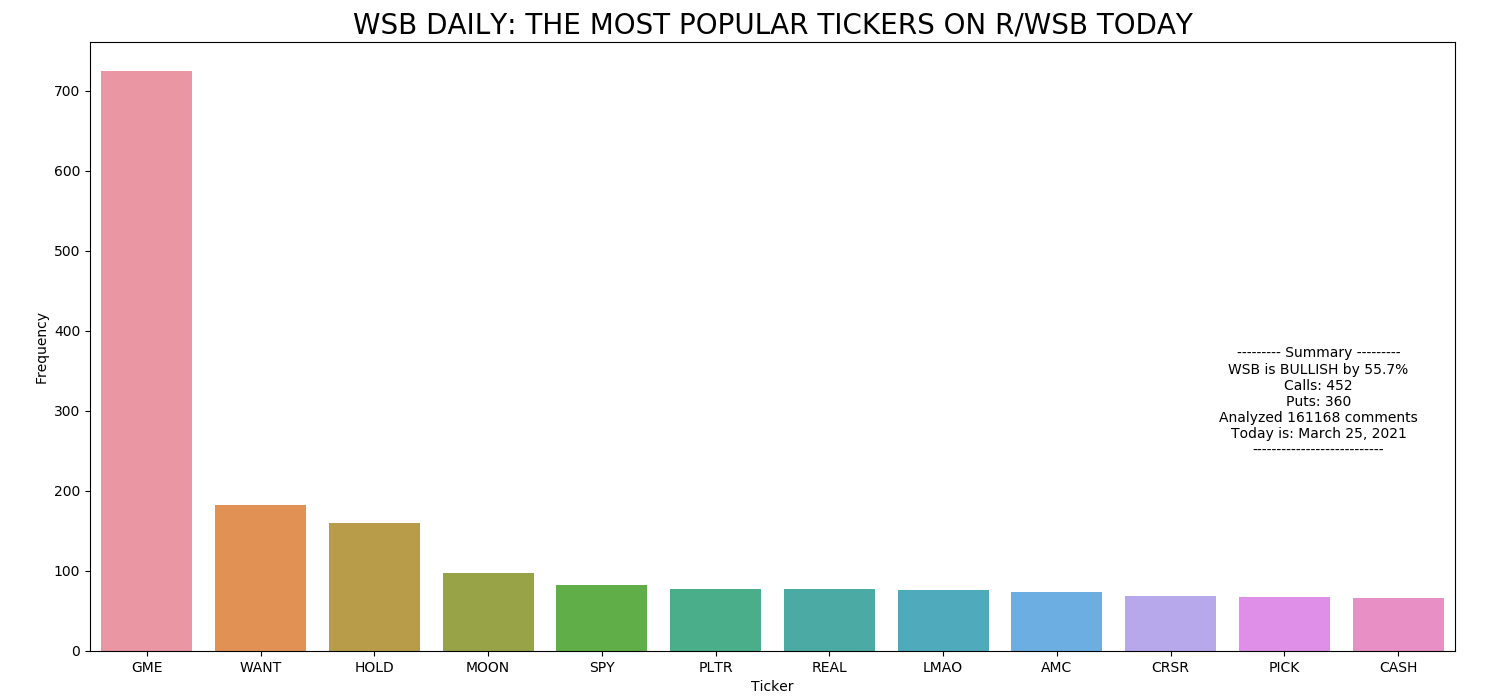 WSB DAILY: THE MOST POPULAR TICKERS ON R/WSB TODAY
700
600
500
400
300
200
100
0
Frequency
--------- Summary ---------
WSB is BULLISH by 55.7%
Calls: 452
Puts: 360
Analyzed 161168 comments
Today is: March 25, 2021
---------------------------
GME WANT HOLD MOON SPY PLTR REAL LMAO AMC CRSR PICK CASH
Ticker